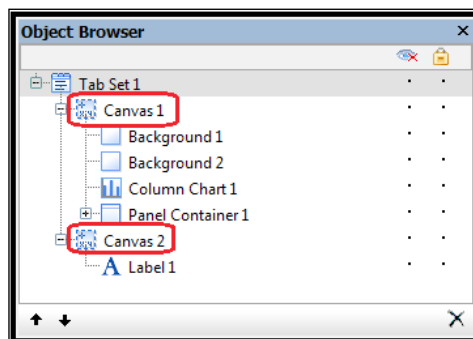 Object Browser
Tab Set 1
Canvas 1
Background 1
Background 2
Column Chart 1
Panel Container 1
Canvas 2
A Label 1